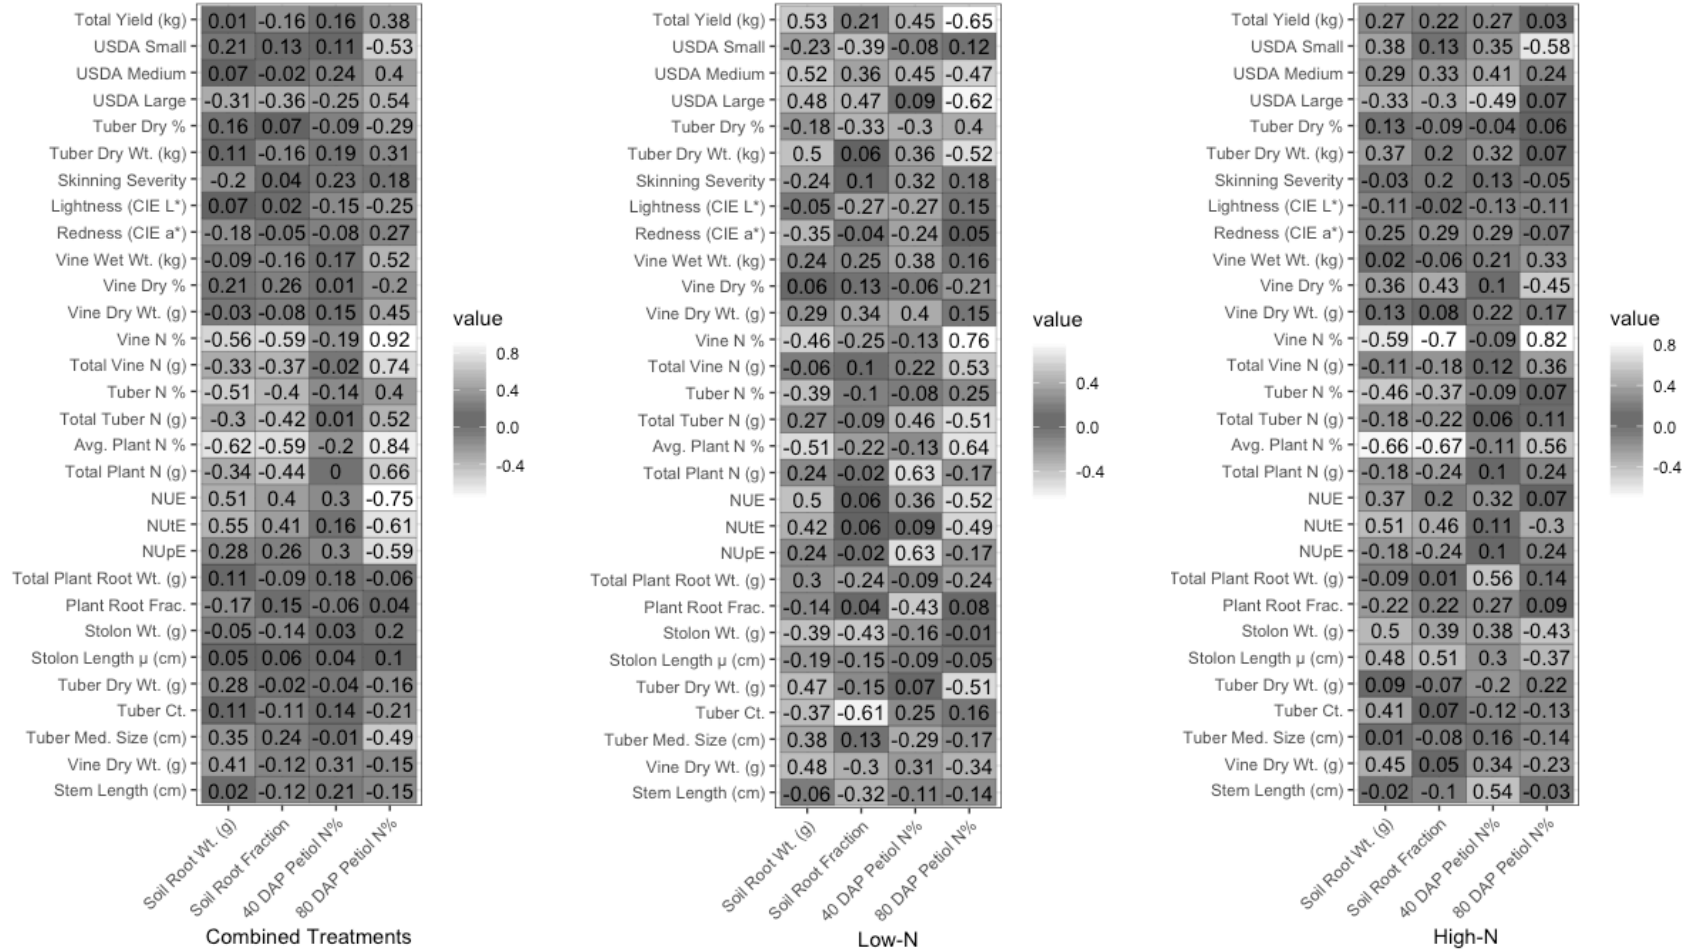 Total Yield (kg) 0.01 -0.16 0.16 0.38
USDA Small 0.21 0.13 0.11 -0.53
USDA Medium 0.07 -0.02 0.24 0.4
USDA Large -0.31 -0.36 -0.25 0.54
Tuber Dry % 0.16 0.07 -0.09 -0.29
Tuber Dry Wt. (kg) 0.11 -0.16 0.19 0.31
Skinning Severity -0.2 0.04 0.23 0.18
Lightness (CIE L*) 0.07 0.02 -0.15 -0.25
Redness (CIE a*) -0.18 -0.05 -0.08 0.27
Vine Wet Wt. (kg) -0.09 -0.16 0.17 0.52
Vine Dry % 0.21 0.26 0.01 -0.2
Vine Dry Wt. (g) -0.03 -0.08 0.15 0.45
Vine N % -0.56 -0.59 -0.19 0.92
Total Vine N (g) -0.33 -0.37 -0.02 0.74
Tuber N % -0.51 -0.4 -0.14 0.4
Total Tuber N (g) -0.3 -0.42 0.01 0.52
Avg. Plant N % -0.62 -0.59 -0.2 0.84
Total Plant N (g) -0.34 -0.44 0 0.66
NUE 0.51 0.4 0.3 -0.75
NUtE 0.55 0.41 0.16 -0.61
NUpE 0.28 0.26 0.3 -0.59
Total Plant Root Wt. (g) 0.11 -0.09 0.18 -0.06
Plant Root Frac. -0.17 0.15 -0.06 0.04
Stolon Wt. (g) -0.05 -0.14 0.03 0.2
Stolon Length µ (cm) 0.05 0.06 0.04 0.1
Tuber Dry Wt. (g) 0.28 -0.02 -0.04 -0.16
Tuber Ct. 0.11 -0.11 0.14 -0.21
Tuber Med. Size (cm) 0.35 0.24 -0.01 -0.49
Vine Dry Wt. (g) 0.41 -0.12 0.31 -0.15
Stem Length (cm) 0.02 -0.12 0.21 -0.15
Soil Root Wt. (g)
Soil Root Fraction
40 DAP Petiol N%
80 DAP Petiol N%
Combined Treatments
value
0.8
0.4
0.0
-0.4
Total Yield (kg) 0.53 0.21 0.45 -0.65
USDA Small -0.23 -0.39 -0.08 0.12
USDA Medium 0.52 0.36 0.45 -0.47
USDA Large 0.48 0.47 0.09 -0.62
Tuber Dry % -0.18 -0.33 -0.3 0.4
Tuber Dry Wt. (kg) 0.5 0.06 0.36 -0.52
Skinning Severity -0.24 0.1 0.32 0.18
Lightness (CIE L*) -0.05 -0.27 -0.27 0.15
Redness (CIE a*) -0.35 -0.04 -0.24 0.05
Vine Wet Wt. (kg) 0.24 0.25 0.38 0.16
Vine Dry % 0.06 0.13 -0.06 -0.21
Vine Dry Wt. (g) 0.29 0.34 0.4 0.15
Vine N % -0.46 -0.25 -0.13 0.76
Total Vine N (g) -0.06 0.1 0.22 0.53
Tuber N % -0.39 -0.1 -0.08 0.25
Total Tuber N (g) 0.27 -0.09 0.46 -0.51
Avg. Plant N % -0.51 -0.22 -0.13 0.64
Total Plant N (g) 0.24 -0.02 0.63 -0.17
NUE 0.5 0.06 0.36 -0.52
NUtE 0.42 0.06 0.09 -0.49
NUpE 0.24 -0.02 0.63 -0.17
Total Plant Root Wt. (g) 0.3 -0.24 -0.09 -0.24
Plant Root Frac. -0.14 0.04 -0.43 0.08
Stolon Wt. (g) -0.39 -0.43 -0.16 -0.01
Stolon Length µ (cm) -0.19 -0.15 -0.09 -0.05
Tuber Dry Wt. (g) 0.47 -0.15 0.07 -0.51
Tuber Ct. -0.37 -0.61 0.25 0.16
Tuber Med. Size (cm) 0.38 0.13 -0.29 -0.17
Vine Dry Wt. (g) 0.48 -0.3 0.31 -0.34
Stem Length (cm) -0.06 -0.32 -0.11 -0.14
Soil Root Wt. (g)
Soil Root Fraction
40 DAP Petiol N%
80 DAP Petiol N%
Low-N
value
0.4
0.0
-0.4
Total Yield (kg) 0.27 0.22 0.27 0.03
USDA Small 0.38 0.13 0.35 -0.58
USDA Medium 0.29 0.33 0.41 0.24
USDA Large -0.33 -0.3 -0.49 0.07
Tuber Dry % 0.13 -0.09 -0.04 0.06
Tuber Dry Wt. (kg) 0.37 0.2 0.32 0.07
Skinning Severity -0.03 0.2 0.13 -0.05
Lightness (CIE L*) -0.11 -0.02 -0.13 -0.11
Redness (CIE a*) 0.25 0.29 0.29 -0.07
Vine Wet Wt. (kg) 0.02 -0.06 0.21 0.33
Vine Dry % 0.36 0.43 0.1 -0.45
Vine Dry Wt. (g) 0.13 0.08 0.22 0.17
Vine N % -0.59 -0.7 -0.09 0.82
Total Vine N (g) -0.11 -0.18 0.12 0.36
Tuber N % -0.46 -0.37 -0.09 0.07
Total Tuber N (g) -0.18 -0.22 0.06 0.11
Avg. Plant N % -0.66 -0.67 -0.11 0.56
Total Plant N (g) -0.18 -0.24 0.1 0.24
NUE 0.37 0.2 0.32 0.07
NUtE 0.51 0.46 0.11 -0.3
NUpE -0.18 -0.24 0.1 0.24
Total Plant Root Wt. (g) -0.09 0.01 0.56 0.14
Plant Root Frac. -0.22 0.22 0.27 0.09
Stolon Wt. (g) 0.5 0.39 0.38 -0.43
Stolon Length µ (cm) 0.48 0.51 0.3 -0.37
Tuber Dry Wt. (g) 0.09 -0.07 -0.2 0.22
Tuber Ct. 0.41 0.07 -0.12 -0.13
Tuber Med. Size (cm) 0.01 -0.08 0.16 -0.14
Vine Dry Wt. (g) 0.45 0.05 0.34 -0.23
Stem Length (cm) -0.02 -0.1 0.54 -0.03
Soil Root Wt. (g)
Soil Root Fraction
40 DAP Petiol N%
80 DAP Petiol N%
High-N
value
0.8
0.4
0.0
-0.4